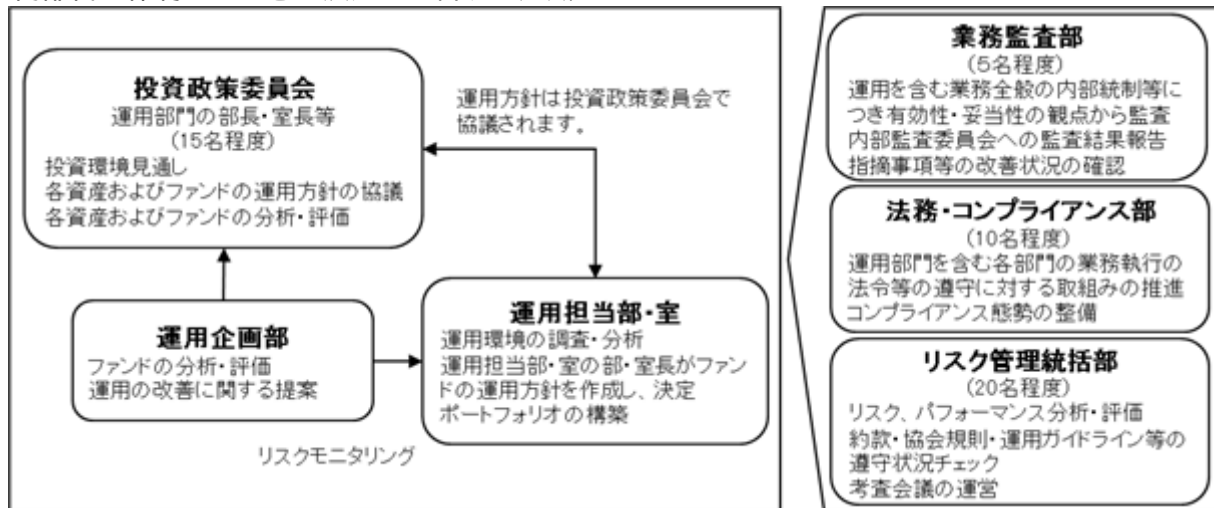 投資政策委員会
運用部門の部長・室長等
(15名程度)
投資環境見通し
各資産およびファンドの運用方針の協議
各資産およびファンドの分析・評価
運用方針は投資政策委員会で
協議されます。
運用企画部
ファンドの分析・評価
運用の改善に関する提案
運用担当部・室
運用環境の調査・分析
運用担当部・室の部・室長がファン
ドの運用方針を作成し、決定
ポートフォリオの構築
リスクモニタリング
業務監査部
(5名程度)
運用を含む業務全般の内部統制等に
つき有効性・妥当性の観点から監査
内部監査委員会への監査結果報告
指摘事項等の改善状況の確認
法務・コンプライアンス部
(10名程度)
運用部門を含む各部門の業務執行の
法令等の遵守に対する取組みの推進
コンプライアンス態勢の整備
リスク管理統括部
(20名程度)
リスク、パフォーマンス分析・評価
約款・協会規則・運用ガイドライン等の
遵守状況チェック
考査会議の運営